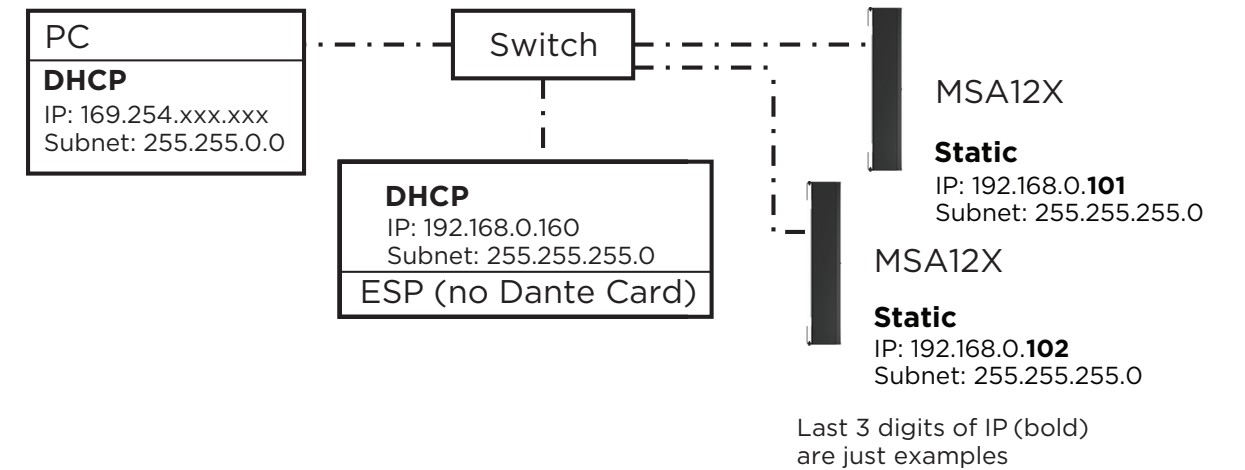 PC
DHCP
IP: 169.254.xxx.xxx
Subnet: 255.255.0.0
Switch
DHCP
IP: 192.168.0.160
Subnet: 255.255.255.0
ESP (no Dante Card)
MSA12X
Static
IP: 192.168.0.101
Subnet: 255.255.255.0
MSA12X
Static
IP: 192.168.0.102
Subnet: 255.255.255.0
Last 3 digits of IP (bold)
are just examples